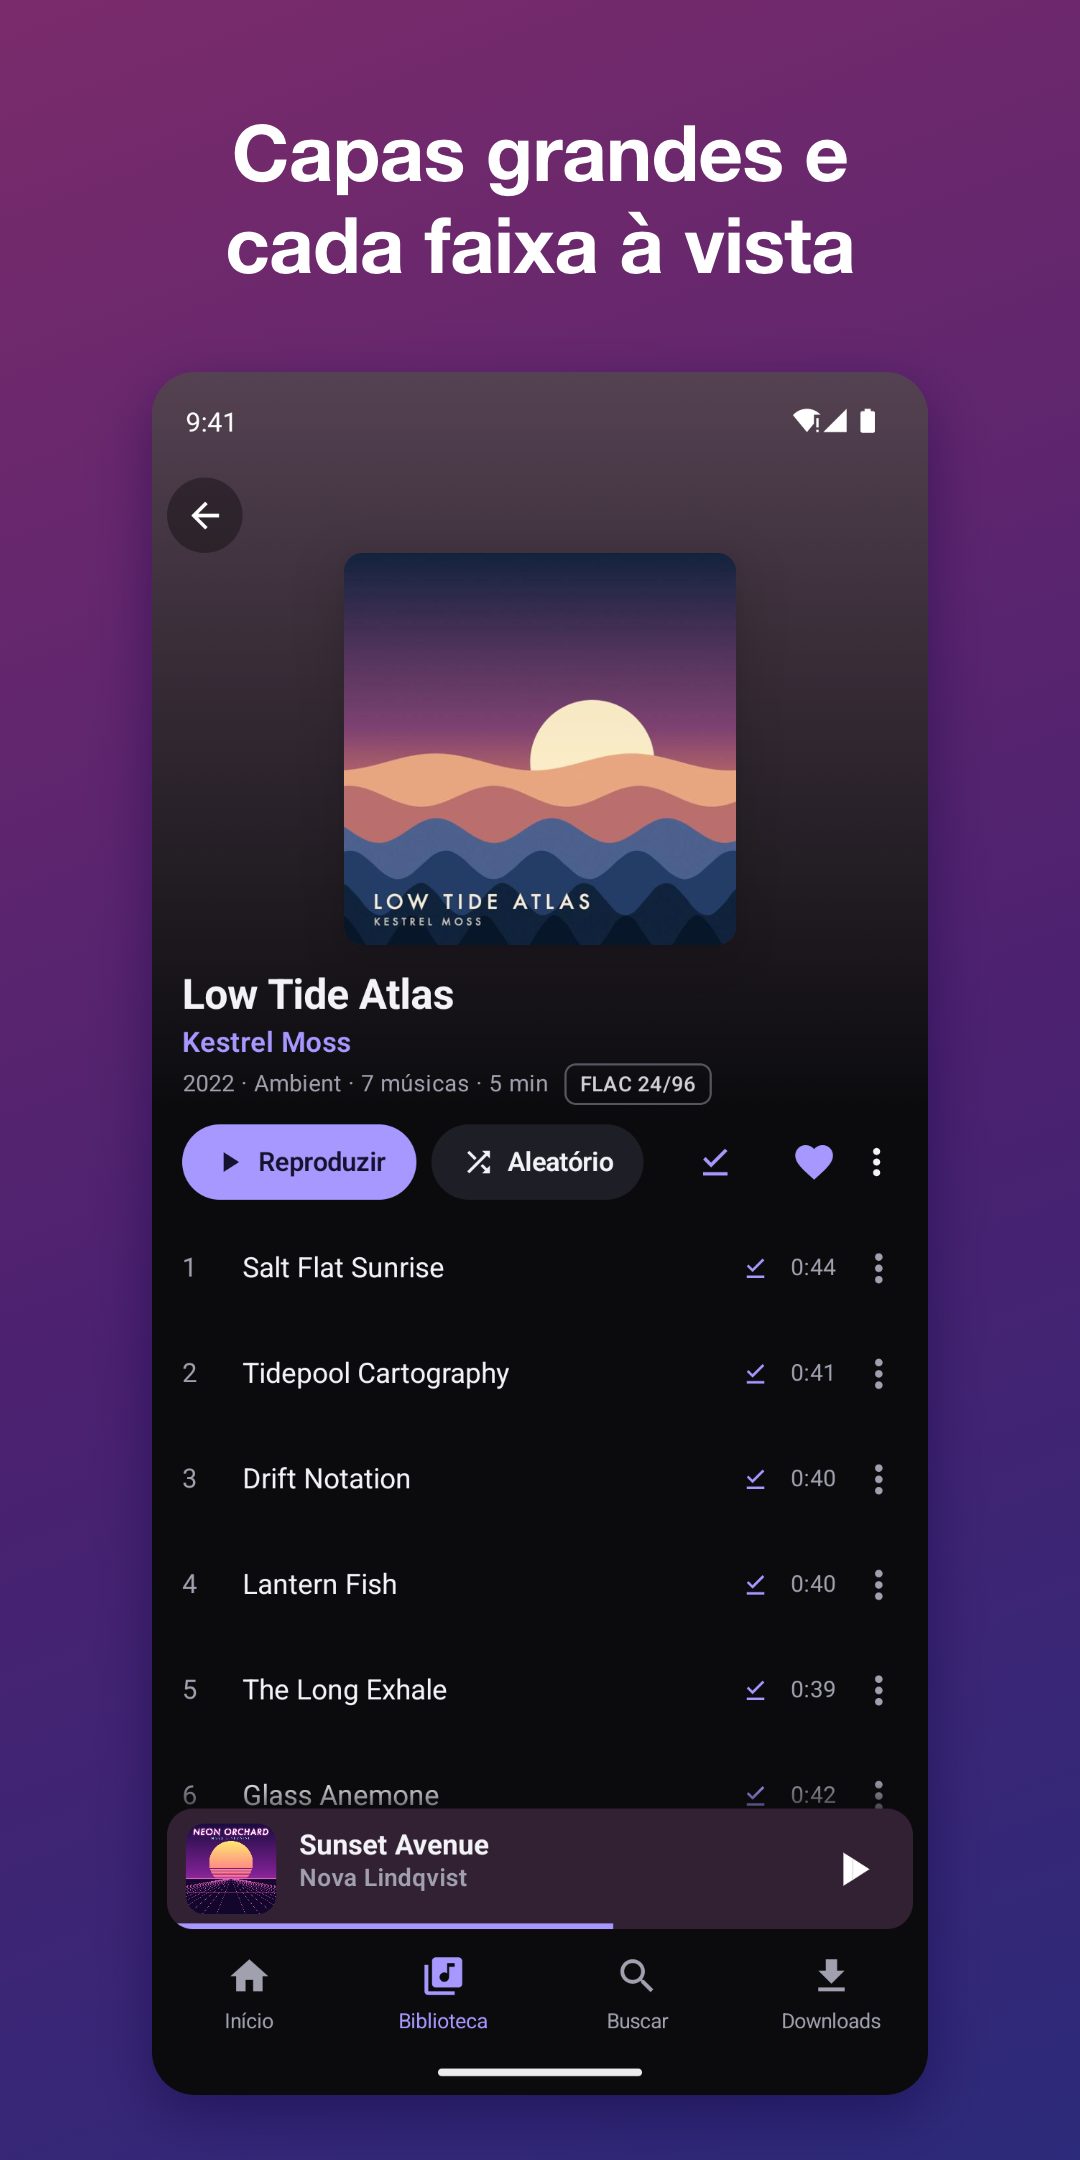 Capas grandes e
cada faixa à vista
9:41
LOW TIDE ATLAS
KESTREL MOSS
Low Tide Atlas
Kestrel Moss
2022 · Ambient · 7 músicas · 5 min FLAC 24/96
Reproduzir Aleatório
1 Salt Flat Sunrise 0:44
2 Tidepool Cartography 0:41
3 Drift Notation 0:40
4 Lantern Fish 0:40
5 The Long Exhale 0:39
6 Glass Anemone 0:42
NEON ORCHARD
Sunset Avenue
Nova Lindqvist
Início Biblioteca Buscar Downloads